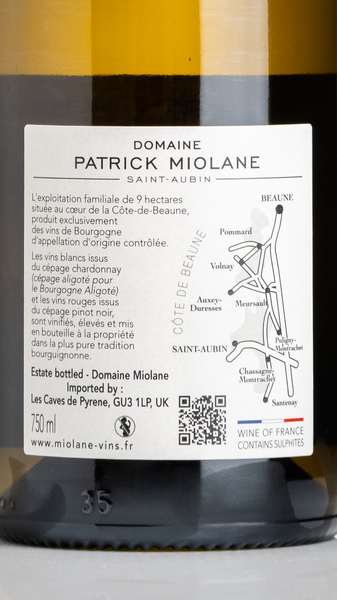 DOMAINE
PATRICK MIOLANE
SAINT-AUBIN
L'exploitation familiale de 9 hectares
située au cœur de la Côte-de-Beaune,
produit exclusivement
des vins de Bourgogne
d'appellation d'origine contrôlée.
Les vins blancs issus
du cépage chardonnay
(cépage aligoté pour
le Bourgogne Aligoté)
et les vins rouges issus
du cépage pinot noir,
sont vinifiés, élevés et mis
en bouteille à la propriété
dans la plus pure tradition
bourguignonne.
Estate bottled - Domaine Miolane
Imported by :
Les Caves de Pyrene, GU3 1LP, UK
750 ml
www.miolane-vins.fr
CÔTE DE BEAUNE
BEAUNE
Pommard
Volnay
Auxey-
Duresses
Meursault
SAINT-AUBIN
Puligny-
Montrachet
Chassagne-
Montrachet
Santenay
WINE OF FRANCE
CONTAINS SULPHITES
35